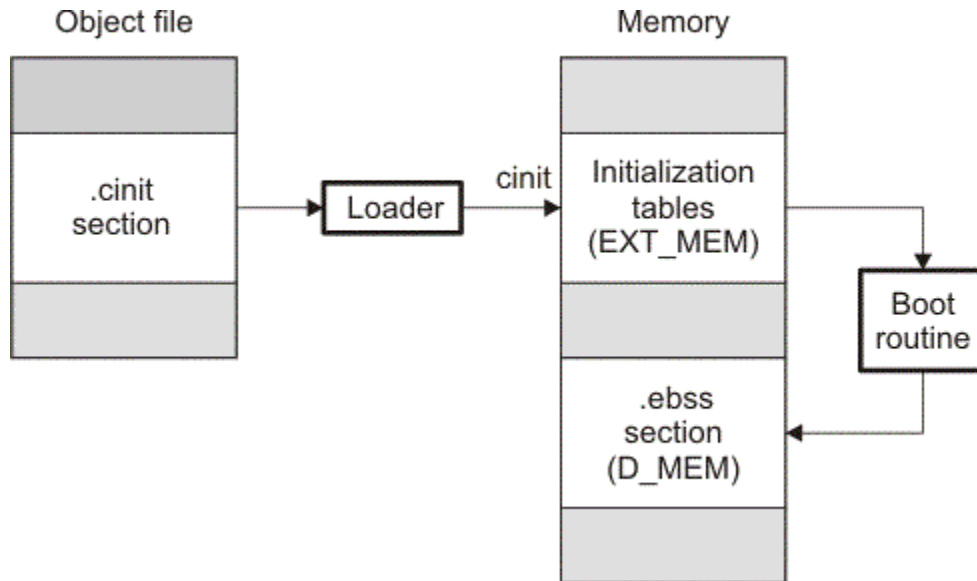 Object file
Memory
.cinit
section
Loader
cinit
Initialization
tables
(EXT_MEM)
Boot
routine
.ebss
section
(D_MEM)